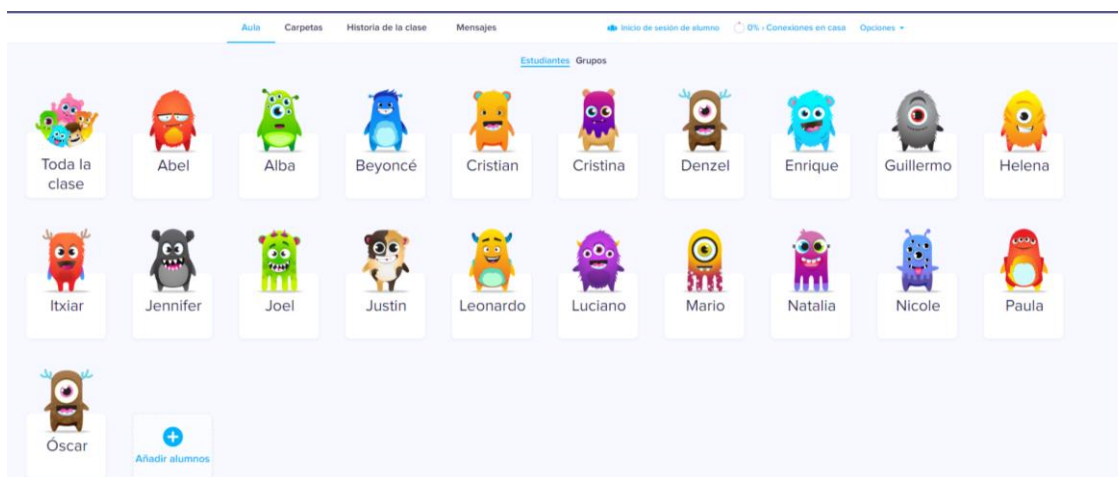 Aula Carpetas Historia de la clase Mensajes Inicio de sesión de alumno 0% › Conexiones en casa Opciones
Estudiantes Grupos
Toda la
clase
Abel
Alba
Beyoncé
Cristian
Cristina
Denzel
Enrique
Guillermo
Helena
Itxiar
Jennifer
Joel
Justin
Leonardo
Luciano
Mario
Natalia
Nicole
Paula
Óscar
Añadir alumnos